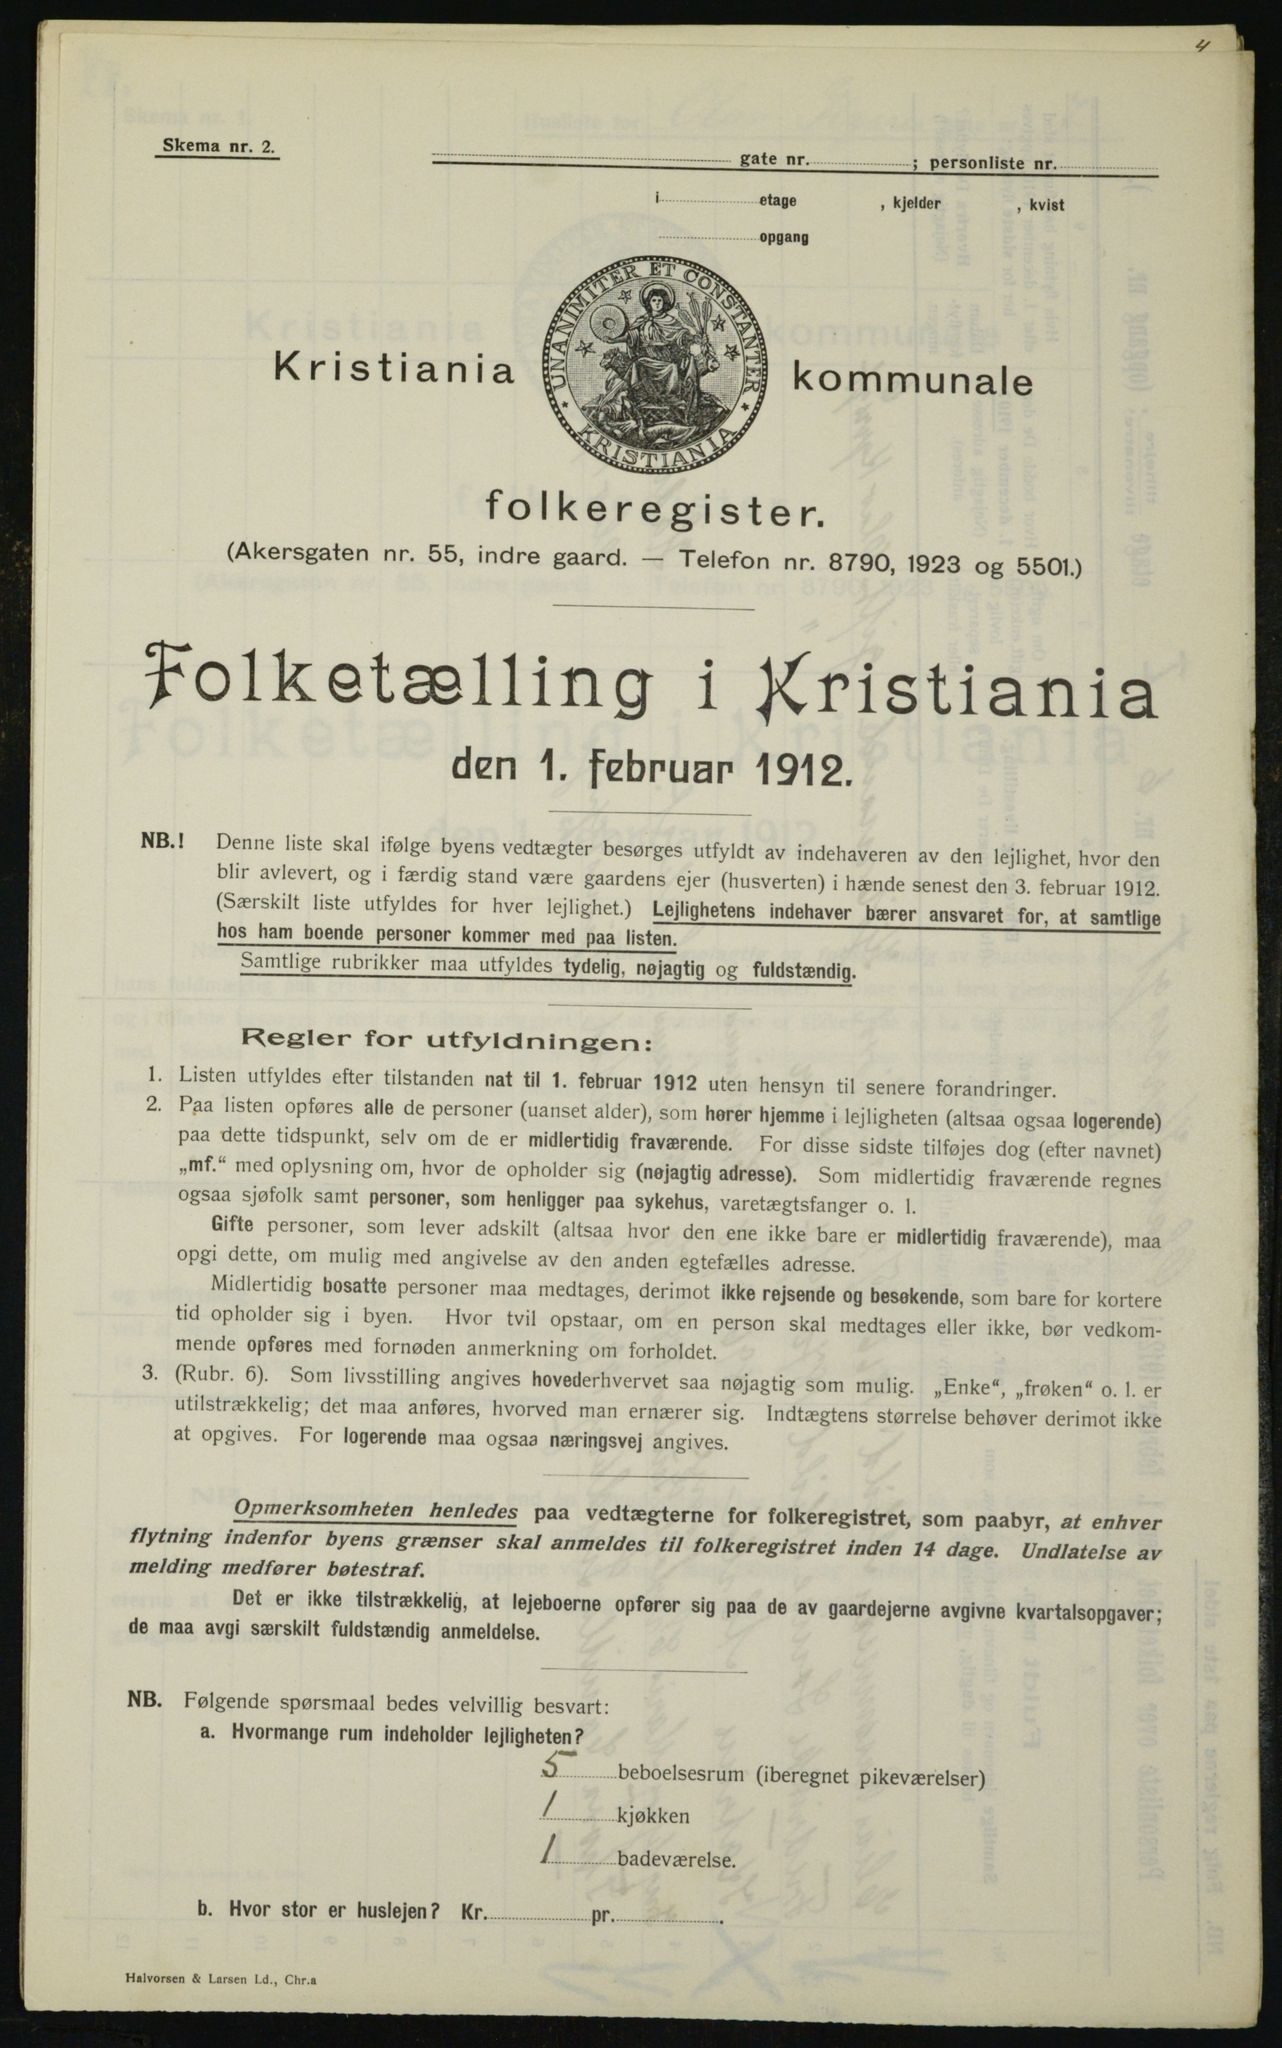 4
Skema nr. 2.
gate nr. ; personliste nr.
i etage , kjelder , kvist
opgang
UNANIMITER ET CONSTANTER
KRISTIANIA
Kristiania kommunale
folkeregister.
(Akersgaten nr. 55, indre gaard. — Telefon nr. 8790, 1923 og 5501.)
Folketælling i Kristiania
den 1. februar 1912.
NB.! Denne liste skal ifølge byens vedtægter besørges utfyldt av indehaveren av den lejlighet, hvor den
blir avlevert, og i færdig stand være gaardens ejer (husverten) i hænde senest den 3. februar 1912.
(Særskilt liste utfyldes for hver lejlighet.) Lejlighetens indehaver bærer ansvaret for, at samtlige
hos ham boende personer kommer med paa listen.
Samtlige rubrikker maa utfyldes tydelig, nøjagtig og fuldstændig.
Regler for utfyldningen:
1. Listen utfyldes efter tilstanden nat til 1. februar 1912 uten hensyn til senere forandringer.
2. Paa listen opføres alle de personer (uanset alder), som hører hjemme i lejligheten (altsaa ogsaa logerende)
paa dette tidspunkt, selv om de er midlertidig fraværende. For disse sidste tilføjes dog (efter navnet)
„mf.“ med oplysning om, hvor de opholder sig (nøjagtig adresse). Som midlertidig fraværende regnes
ogsaa sjøfolk samt personer, som henligger paa sykehus, varetægtsfanger o. l.
Gifte personer, som lever adskilt (altsaa hvor den ene ikke bare er midlertidig fraværende), maa
opgi dette, om mulig med angivelse av den anden egtefælles adresse.
Midlertidig bosatte personer maa medtages, derimot ikke rejsende og besøkende, som bare for kortere
tid opholder sig i byen. Hvor tvil opstaar, om en person skal medtages eller ikke, bør vedkom-
mende opføres med fornøden anmerkning om forholdet.
3. (Rubr. 6). Som livsstilling angives hovederhvervet saa nøjagtig som mulig. „Enke“, „frøken“ o. l. er
utilstrækkelig; det maa anføres, hvorved man ernærer sig. Indtægtens størrelse behøver derimot ikke
at opgives. For logerende maa ogsaa næringsvej angives.
Opmerksomheten henledes paa vedtægterne for folkeregistret, som paabyr, at enhver
flytning indenfor byens grænser skal anmeldes til folkeregistret inden 14 dage. Undlatelse av
melding medfører bøtestraf.
Det er ikke tilstrækkelig, at lejeboerne opfører sig paa de av gaardejerne avgivne kvartalsopgaver;
de maa avgi særskilt fuldstændig anmeldelse.
NB. Følgende spørsmaal bedes velvillig besvart:
a. Hvormange rum indeholder lejligheten?
5 beboelsesrum (iberegnet pikeværelser)
1 kjøkken
1 badeværelse.
b. Hvor stor er huslejen? Kr. pr. .
Halvorsen & Larsen Ld., Chr.a